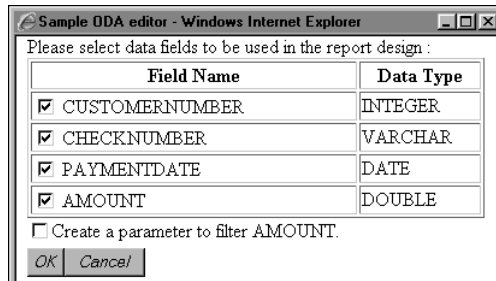 Sample ODA editor - Windows Internet Explorer
Please select data fields to be used in the report design :
Field Name Data Type
CUSTOMERNUMBER INTEGER
CHECKNUMBER VARCHAR
PAYMENTDATE DATE
AMOUNT DOUBLE
Create a parameter to filter AMOUNT.
OK Cancel